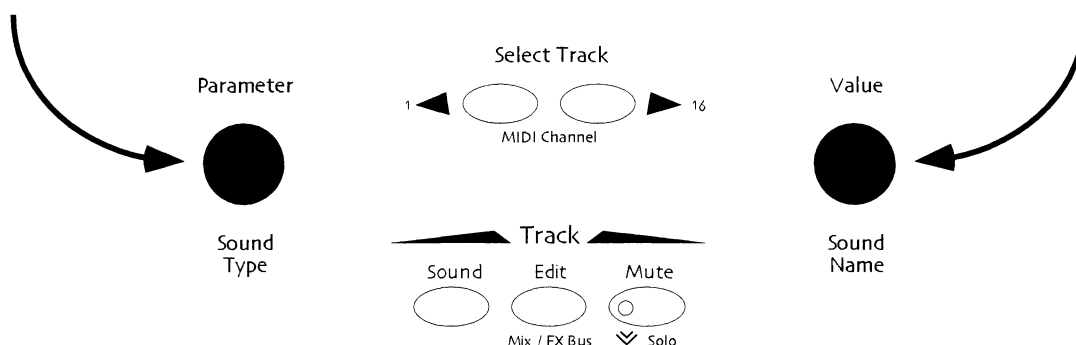 Select Track
Parameter
Value
1
16
MIDI Channel
Track
Sound
Type
Sound
Name
Sound
Edit
Mute
Mix / FX Bus
Solo